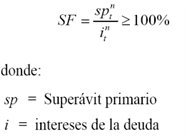 SF = sp_t^n / i_t^n ≥ 100%
donde:
sp = Superávit primario
i = intereses de la deuda